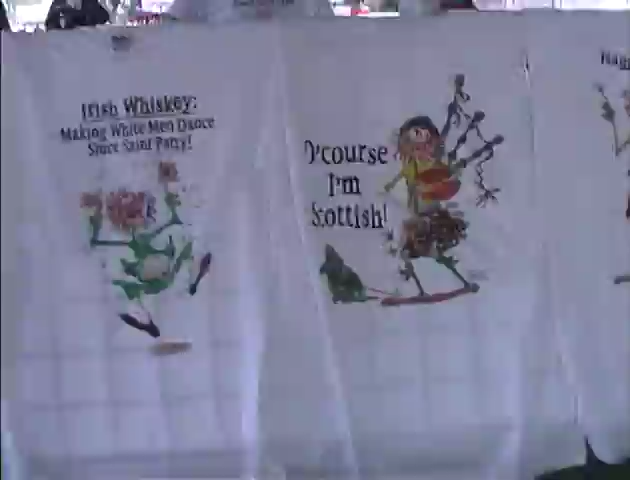 Irish Whiskey:
Making White Men Dance
Since Saint Patty!
O'course
I'm
Scottish!